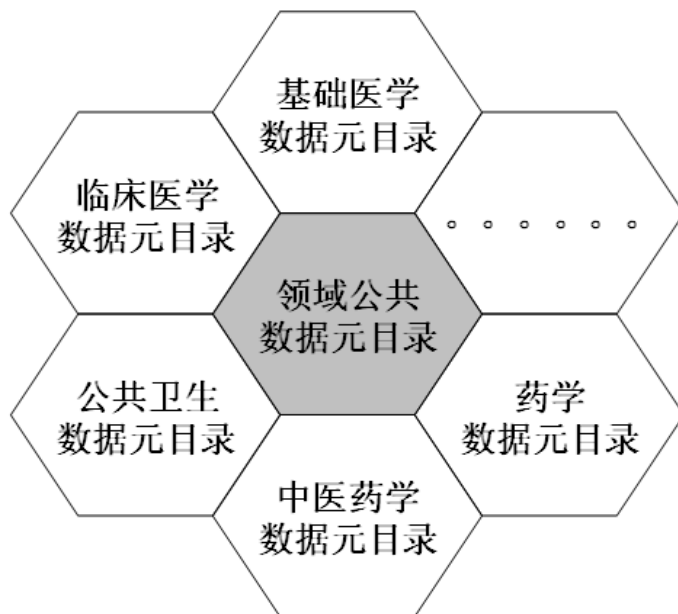 基础医学
数据元目录
临床医学
数据元目录
。。。。。。
领域公共
数据元目录
公共卫生
数据元目录
药学
数据元目录
中医药学
数据元目录